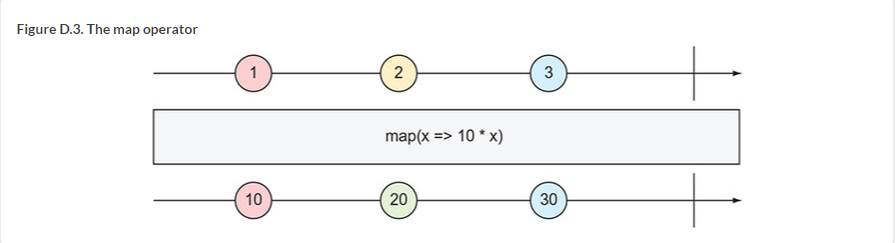 Figure D.3. The map operator
1 2 3
map(x => 10 * x)
10 20 30